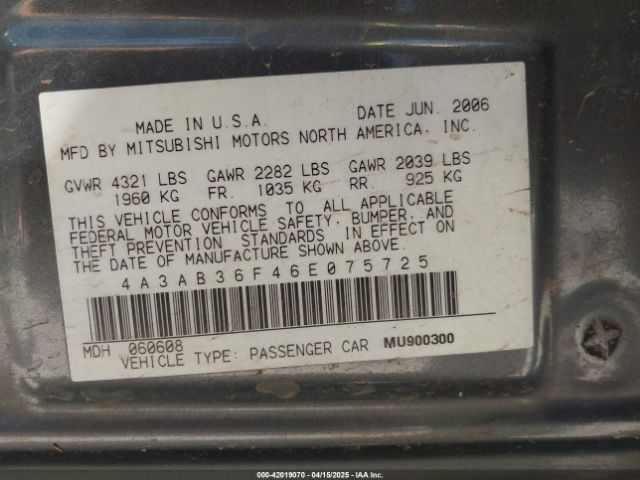 MADE IN U.S.A. DATE JUN. 2006
MFD BY MITSUBISHI MOTORS NORTH AMERICA, INC.
GVWR 4321 LBS GAWR 2282 LBS GAWR 2039 LBS
1960 KG FR. 1035 KG RR. 925 KG
THIS VEHICLE CONFORMS TO ALL APPLICABLE
FEDERAL MOTOR VEHICLE SAFETY, BUMPER, AND
THEFT PREVENTION STANDARDS IN EFFECT ON
THE DATE OF MANUFACTURE SHOWN ABOVE.
4A3AB36F46E075725
MDH 060608
VEHICLE TYPE: PASSENGER CAR MU900300
000-42019070 - 04/15/2025 - IAA Inc.